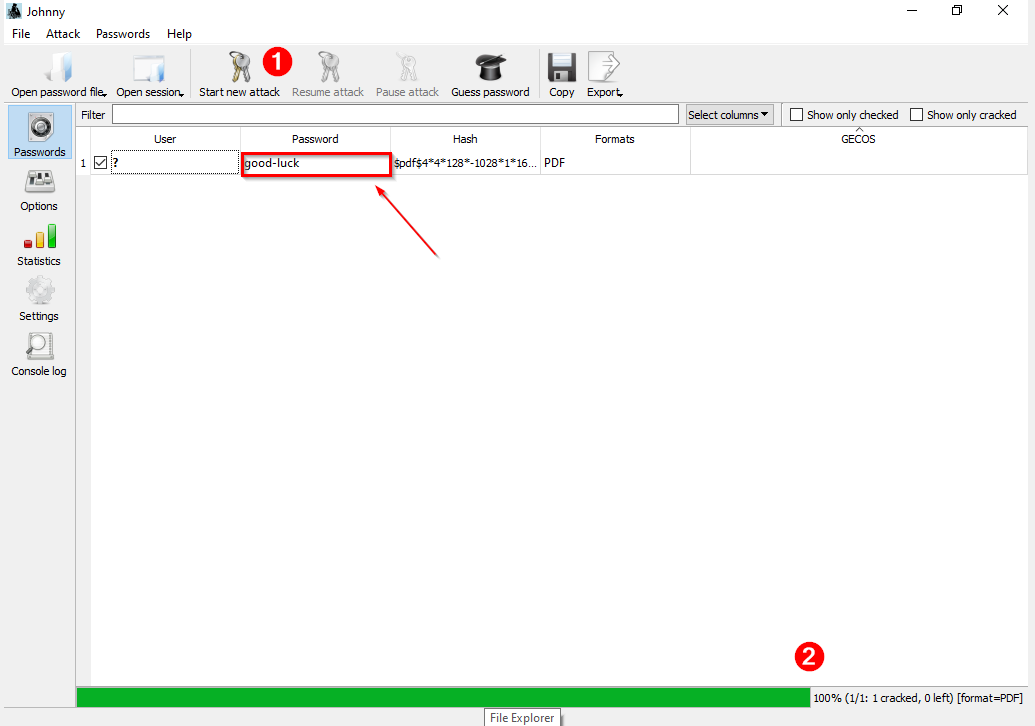 Johnny
File Attack Passwords Help
1
Open password file Open session Start new attack Resume attack Pause attack Guess password Copy Export
Filter Select columns Show only checked Show only cracked
Passwords
User Password Hash Formats GECOS
1 ? good-luck $pdf$4*4*128*-1028*1*16... PDF
Options
Statistics
Settings
Console log
2
100% (1/1: 1 cracked, 0 left) [format=PDF]
File Explorer